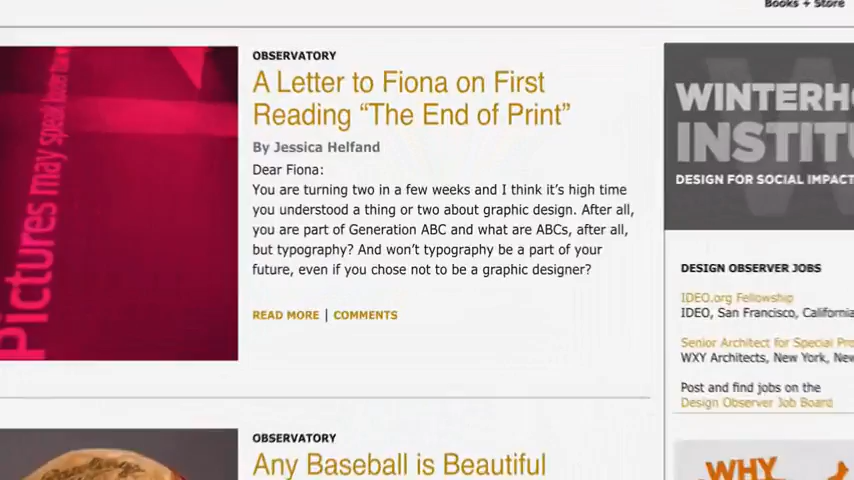 Books + Store
OBSERVATORY
A Letter to Fiona on First
Reading “The End of Print”
By Jessica Helfand
Dear Fiona:
You are turning two in a few weeks and I think it’s high time
you understood a thing or two about graphic design. After all,
you are part of Generation ABC and what are ABCs, after all,
but typography? And won’t typography be a part of your
future, even if you chose not to be a graphic designer?
READ MORE | COMMENTS
Pictures may speak
WINTERH
INSTITU
DESIGN FOR SOCIAL IMPACT
DESIGN OBSERVER JOBS
IDEO.org Fellowship
IDEO, San Francisco, California
Senior Architect for Special Pro
WXY Architects, New York, New
Post and find jobs on the
Design Observer Job Board
OBSERVATORY
Any Baseball is Beautiful
WHY